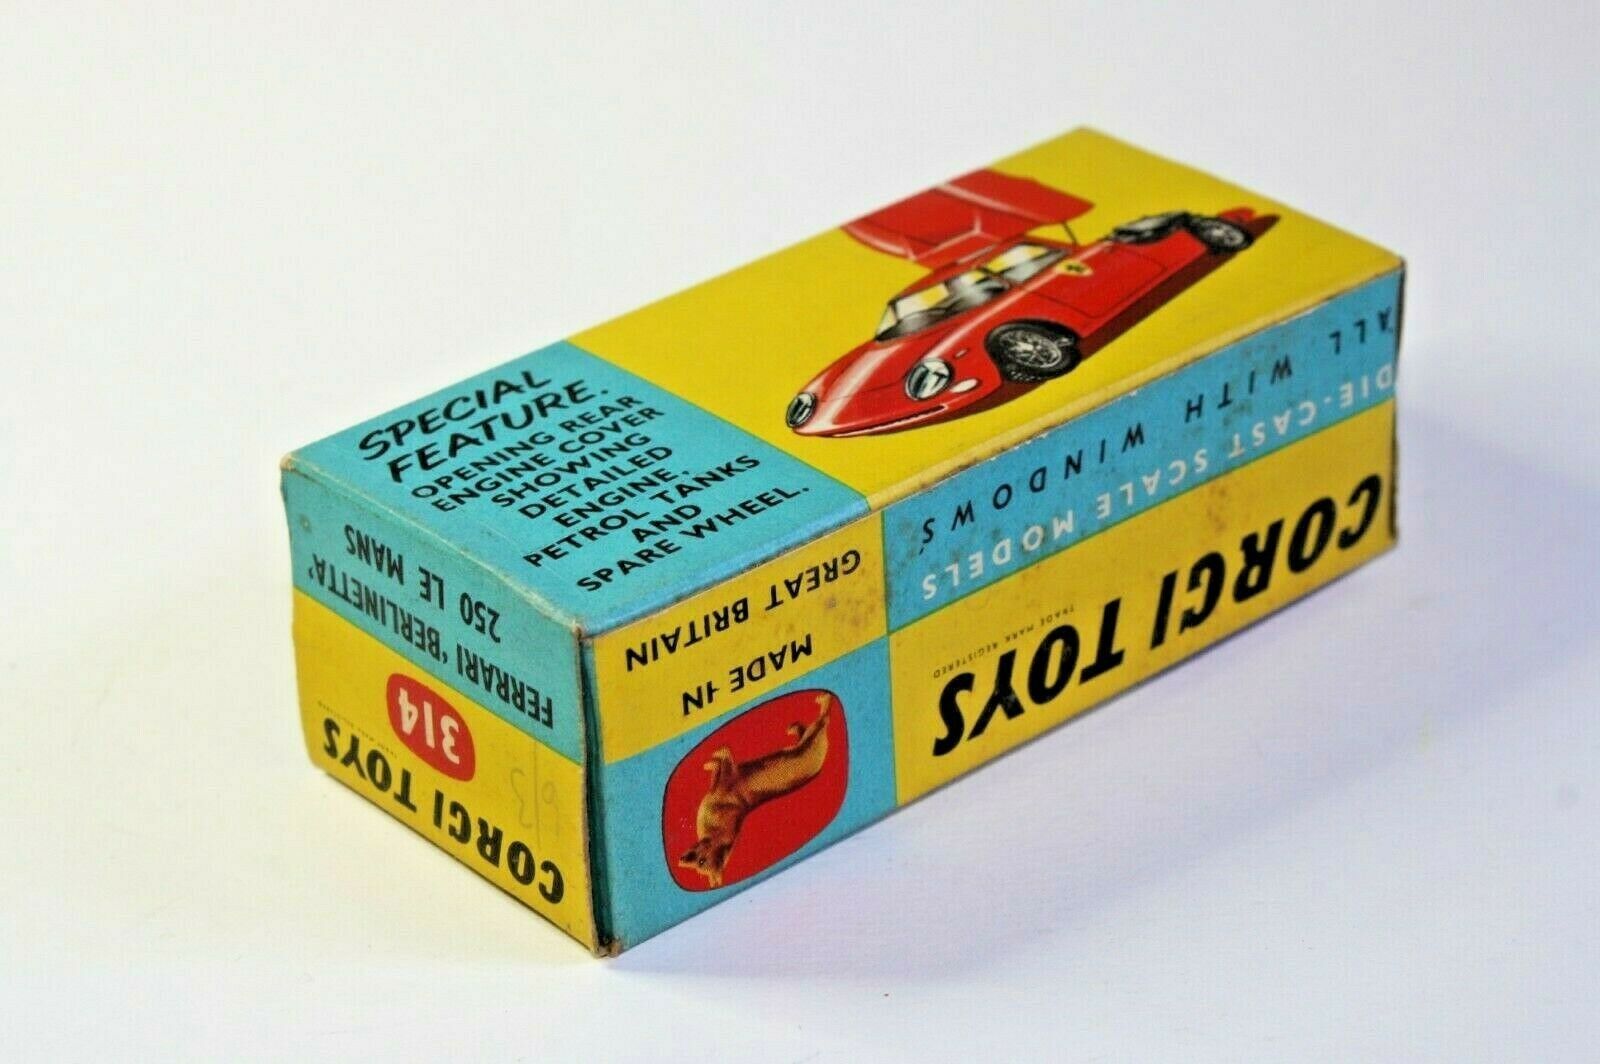 SPECIAL
FEATURE.
OPENING REAR
ENGINE COVER
SHOWING
DETAILED
ENGINE,
PETROL TANKS
AND
SPARE WHEEL.
CORGI TOYS
314
FERRARI 'BERLINETTA'
250 LE MANS
MADE IN
GREAT BRITAIN
CORGI TOYS
TRADE MARK REGISTERED
DIE-CAST SCALE MODELS
'ALL WITH WINDOWS'